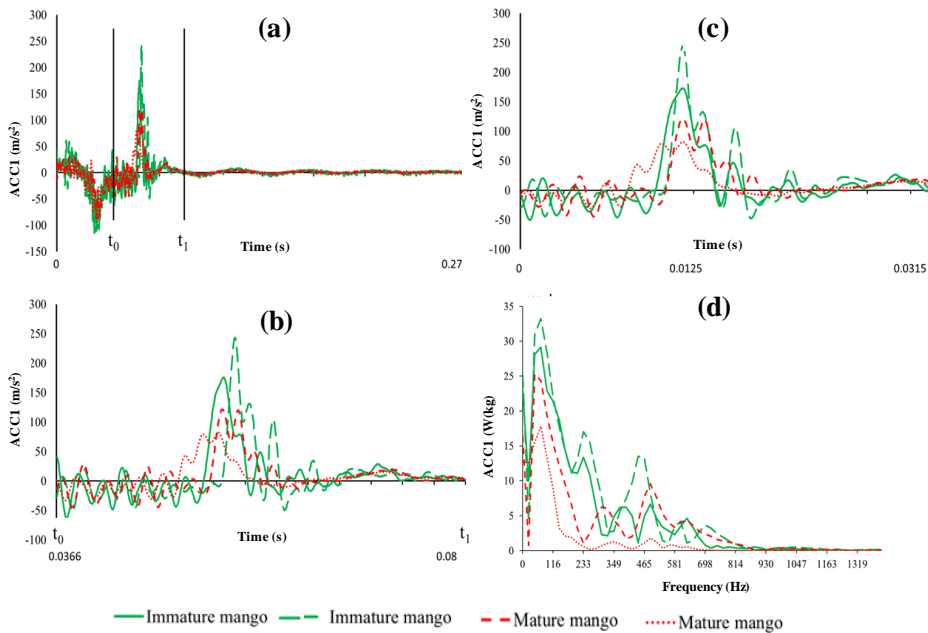 (a)
300
250
200
150
100
50
0
-50
-100
-150
ACC1 (m/s²)
t0
t1
Time (s)
0
0.27
(c)
300
250
200
150
100
50
0
-50
-100
ACC1 (m/s²)
Time (s)
0
0.0125
0.0315
(b)
300
250
200
150
100
50
0
-50
-100
ACC1 (m/s²)
t0
Time (s)
t1
0.0366
0.08
(d)
35
30
25
20
15
10
5
0
ACC1 (W/kg)
0 116 233 349 465 581 698 814 930 1047 1163 1319
Frequency (Hz)
Immature mango Immature mango Mature mango Mature mango